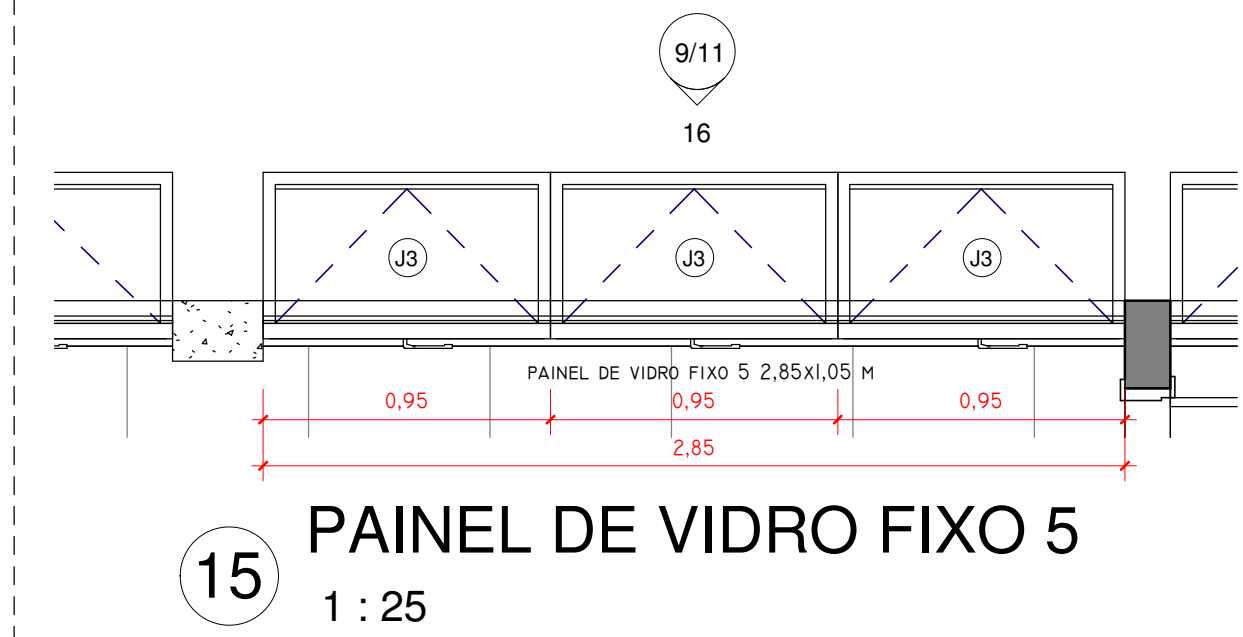 9/11
16
J3 J3 J3
PAINEL DE VIDRO FIXO 5 2,85x1,05 M
0,95 0,95 0,95
2,85
PAINEL DE VIDRO FIXO 5
15
1 : 25